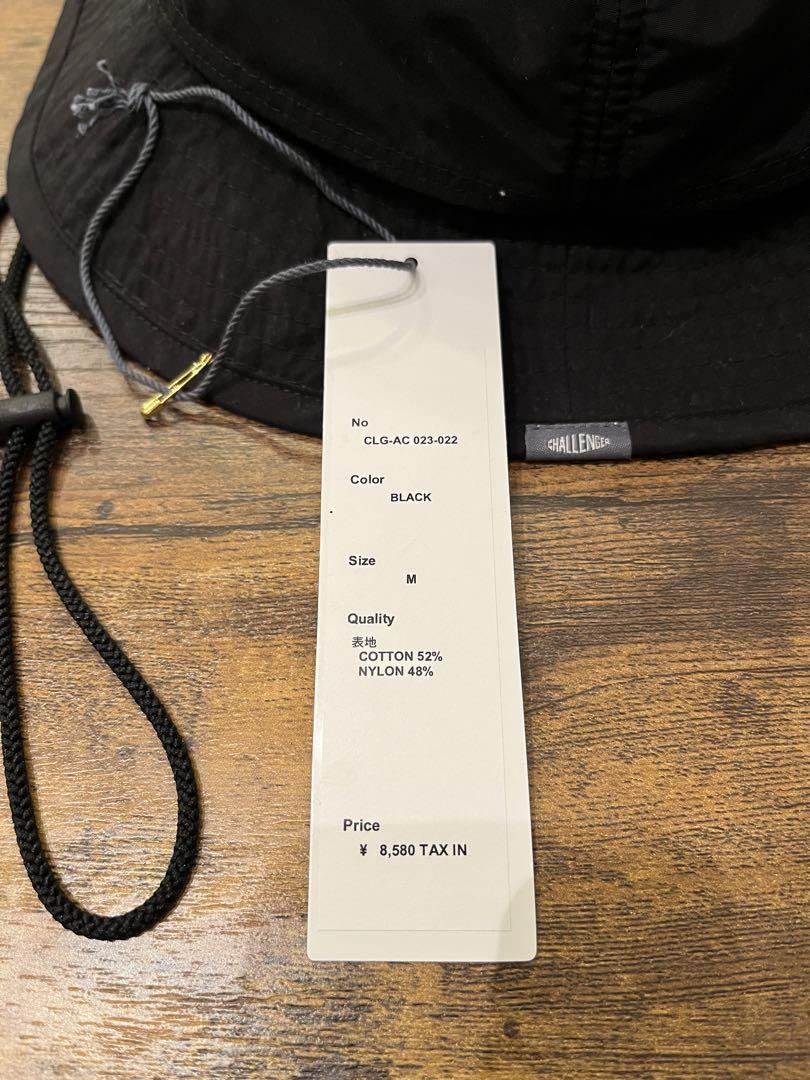 No
CLG-AC 023-022
Color
BLACK
Size
M
Quality
表地
COTTON 52%
NYLON 48%
Price
¥ 8,580 TAX IN
CHALLENGER